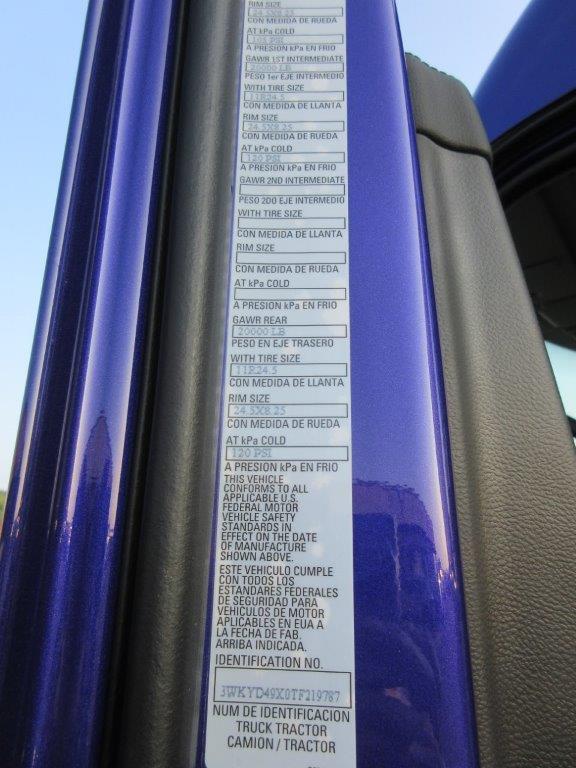 RIM SIZE
24.5X8.25
CON MEDIDA DE RUEDA
AT kPa COLD
105 PSI
A PRESION kPa EN FRIO
GAWR 1ST INTERMEDIATE
20000 LB
PESO 1er EJE INTERMEDIO
WITH TIRE SIZE
11R24.5
CON MEDIDA DE LLANTA
RIM SIZE
24.5X8.25
CON MEDIDA DE RUEDA
AT kPa COLD
120 PSI
A PRESION kPa EN FRIO
GAWR 2ND INTERMEDIATE
PESO 2DO EJE INTERMEDIO
WITH TIRE SIZE
CON MEDIDA DE LLANTA
RIM SIZE
CON MEDIDA DE RUEDA
AT kPa COLD
A PRESION kPa EN FRIO
GAWR REAR
20000 LB
PESO EN EJE TRASERO
WITH TIRE SIZE
11R24.5
CON MEDIDA DE LLANTA
RIM SIZE
24.5X8.25
CON MEDIDA DE RUEDA
AT kPa COLD
120 PSI
A PRESION kPa EN FRIO
THIS VEHICLE
CONFORMS TO ALL
APPLICABLE U.S.
FEDERAL MOTOR
VEHICLE SAFETY
STANDARDS IN
EFFECT ON THE DATE
OF MANUFACTURE
SHOWN ABOVE.
ESTE VEHICULO CUMPLE
CON TODOS LOS
ESTANDARES FEDERALES
DE SEGURIDAD PARA
VEHICULOS DE MOTOR
APLICABLES EN EUA A
LA FECHA DE FAB.
ARRIBA INDICADA.
IDENTIFICATION NO.
3WKYD49X0TF219787
NUM DE IDENTIFICACION
TRUCK TRACTOR
CAMION / TRACTOR